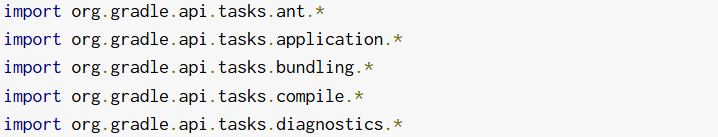 import org.gradle.api.tasks.ant.*
import org.gradle.api.tasks.application.*
import org.gradle.api.tasks.bundling.*
import org.gradle.api.tasks.compile.*
import org.gradle.api.tasks.diagnostics.*